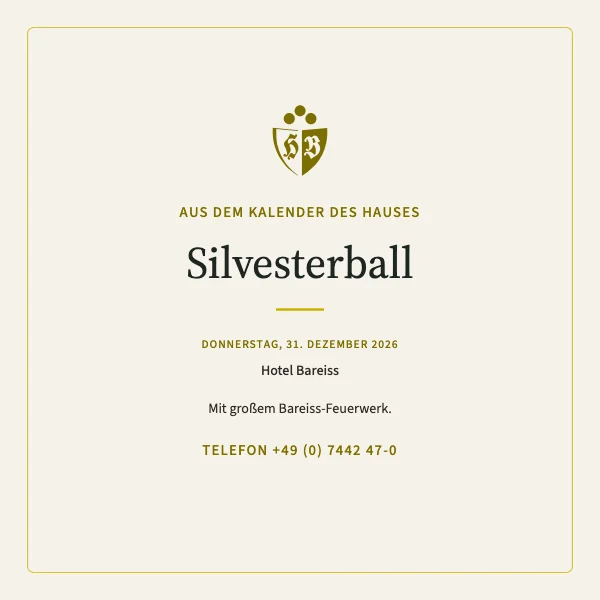 HB
AUS DEM KALENDER DES HAUSES
Silvesterball
DONNERSTAG, 31. DEZEMBER 2026
Hotel Bareiss
Mit großem Bareiss-Feuerwerk.
TELEFON +49 (0) 7442 47-0